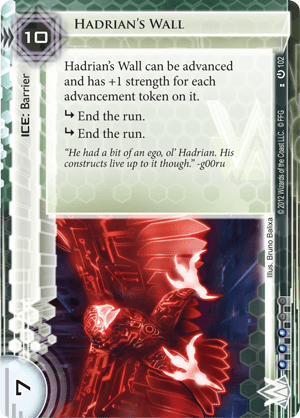 HADRIAN'S WALL
10
ICE: Barrier
Hadrian's Wall can be advanced
and has +1 strength for each
advancement token on it.
End the run.
End the run.
"He had a bit of an ego, ol' Hadrian. His
constructs live up to it though." -g00ru
102
© 2012 Wizards of the Coast LLC. © FFG
Illus. Bruno Balixa
7